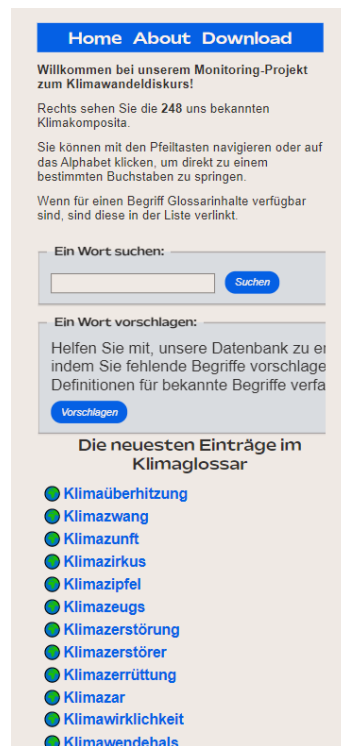 Home About Download
Willkommen bei unserem Monitoring-Projekt
zum Klimawandeldiskurs!
Rechts sehen Sie die 248 uns bekannten
Klimakomposita.
Sie können mit den Pfeiltasten navigieren oder auf
das Alphabet klicken, um direkt zu einem
bestimmten Buchstaben zu springen.
Wenn für einen Begriff Glossarinhalte verfügbar
sind, sind diese in der Liste verlinkt.
Ein Wort suchen:
Suchen
Ein Wort vorschlagen:
Helfen Sie mit, unsere Datenbank zu
indem Sie fehlende Begriffe vorschlage
Definitionen für bekannte Begriffe verfa
Vorschlagen
Die neuesten Einträge im
Klimaglossar
Klimaüberhitzung
Klimazwang
Klimazunft
Klimazirkus
Klimazipfel
Klimazeugs
Klimazerstörung
Klimazerstörer
Klimazerrüttung
Klimazar
Klimawirklichkeit
Klimawendehals